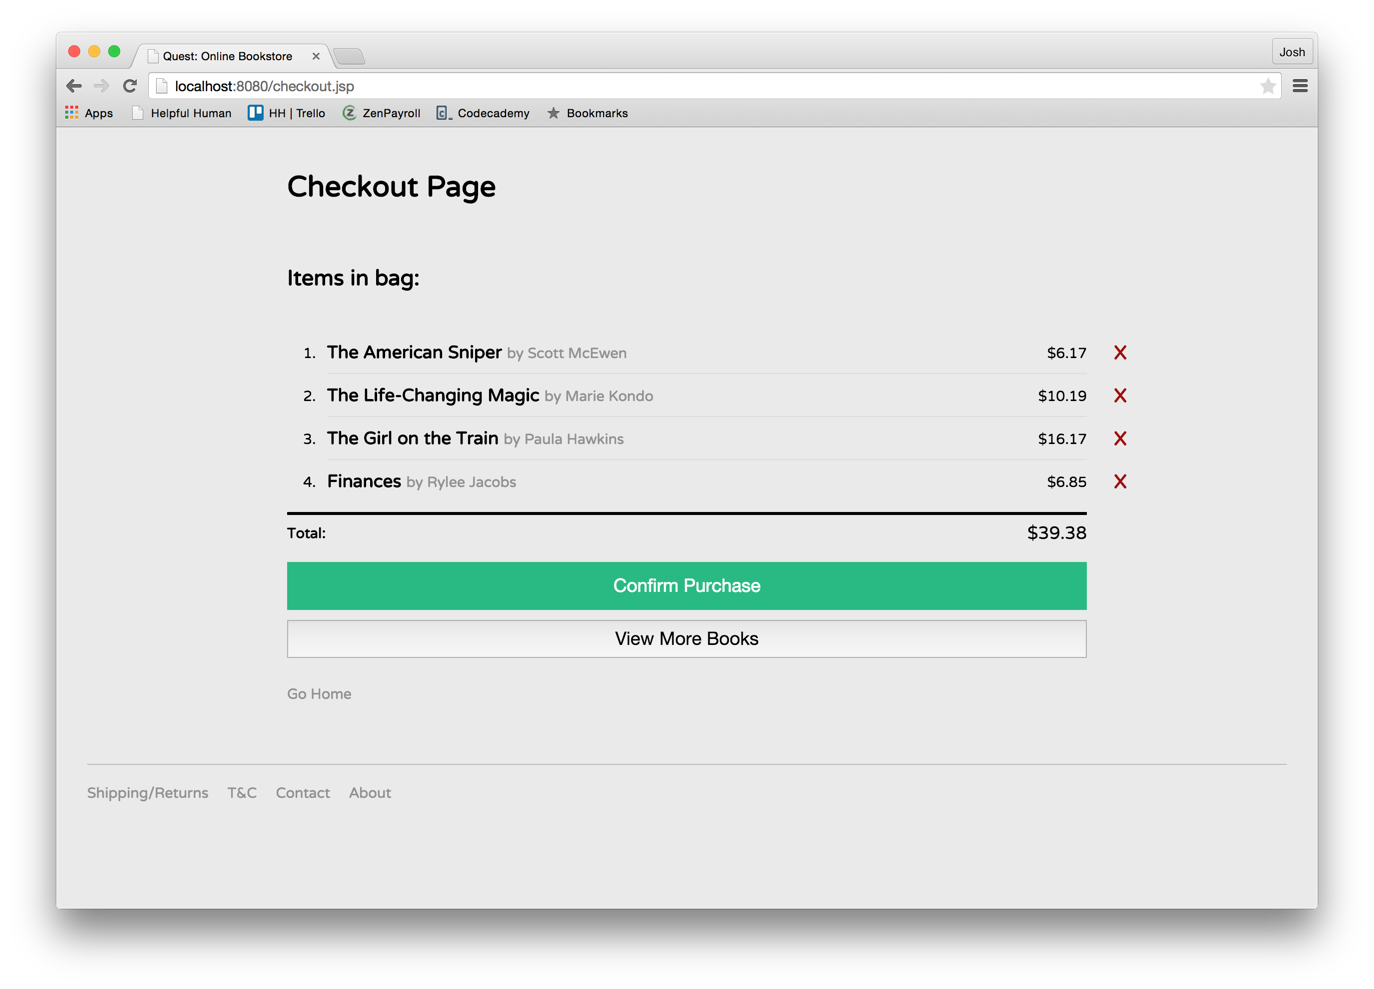 Quest: Online Bookstore
Josh
localhost:8080/checkout.jsp
Apps Helpful Human HH | Trello ZenPayroll Codecademy Bookmarks
Checkout Page
Items in bag:
1. The American Sniper by Scott McEwen $6.17 X
2. The Life-Changing Magic by Marie Kondo $10.19 X
3. The Girl on the Train by Paula Hawkins $16.17 X
4. Finances by Rylee Jacobs $6.85 X
Total: $39.38
Confirm Purchase
View More Books
Go Home
Shipping/Returns T&C Contact About